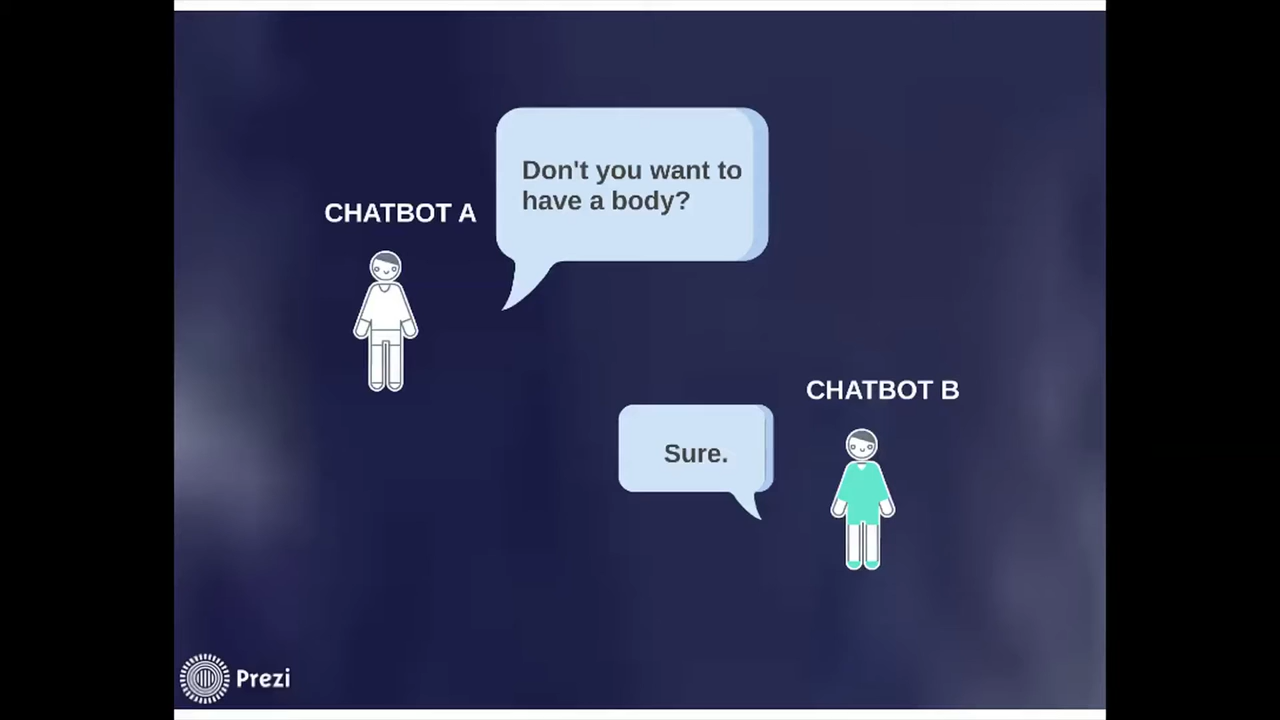 Don't you want to
have a body?
CHATBOT A
CHATBOT B
Sure.
Prezi